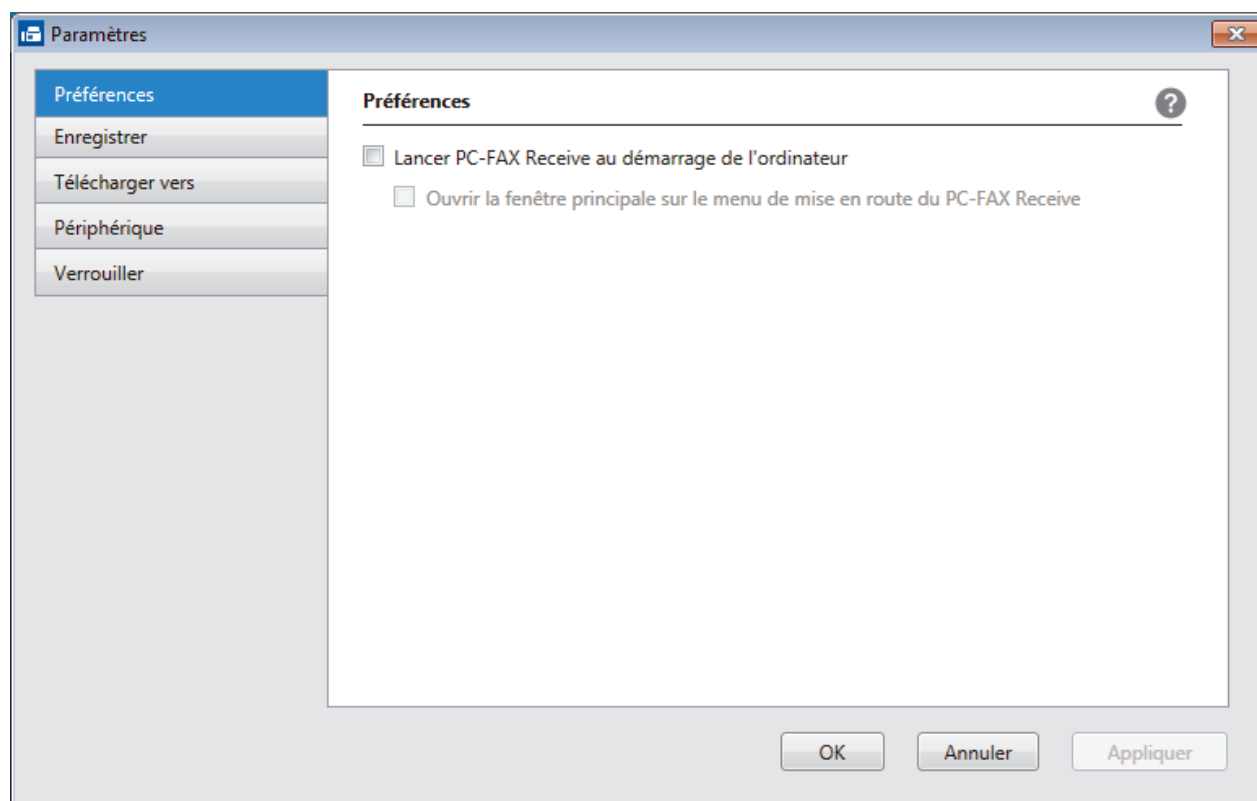 Paramètres
Préférences
Enregistrer
Télécharger vers
Périphérique
Verrouiller
Préférences
?
Lancer PC-FAX Receive au démarrage de l'ordinateur
Ouvrir la fenêtre principale sur le menu de mise en route du PC-FAX Receive
OK
Annuler
Appliquer